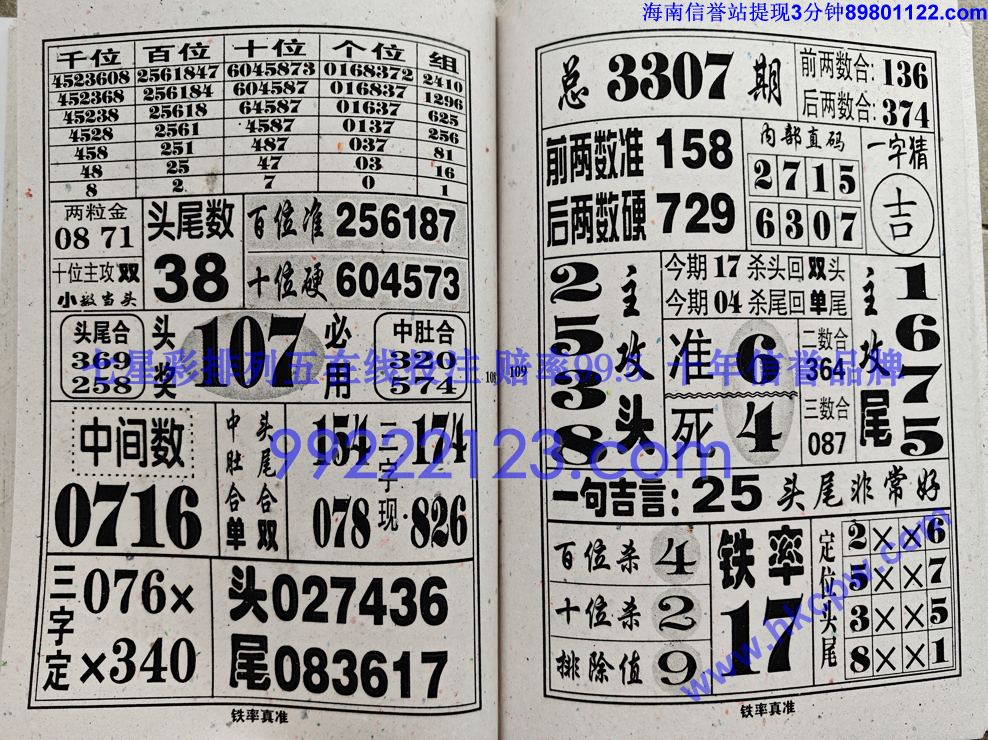 海南信誉站提现3分钟89801122.com
千位 百位 十位 个位 组
4523608 2561847 6045873 0168372 2410
452368 256184 604587 016837 1296
45238 25618 64587 01637 625
4528 2561 4587 0137 256
458 251 487 037 81
48 25 47 03 16
8 2 7 0 1
两粒金
08 71
头尾数
38
百位准 256187
十位主攻双
小数当头
十位硬 604573
头尾合
369
258
头奖
107
必用
中肚合
320
574
中间数
0716
中肚合单
头尾合双
154
078
二字现
174
826
三字定
076×
×340
头027436
尾083617
铁率真准
总 3307 期
前两数合: 136
后两数合: 374
前两数准 158
后两数硬 729
内部直码
2715
6307
一字猜
吉
2538
主攻头
今期 17 杀头回双头
今期 04 杀尾回单尾
准 6
死 4
二数合
364
三数合
087
主攻尾
1675
一句吉言: 25 头尾非常好
百位杀 4
十位杀 2
排除值 9
铁率
17
定位头尾
2××6
5××7
3××5
8××1
铁率真准
109
七星彩排列五在线投注 赔率99.5 十年信誉品牌
99222123.com
www.hkcpw.com